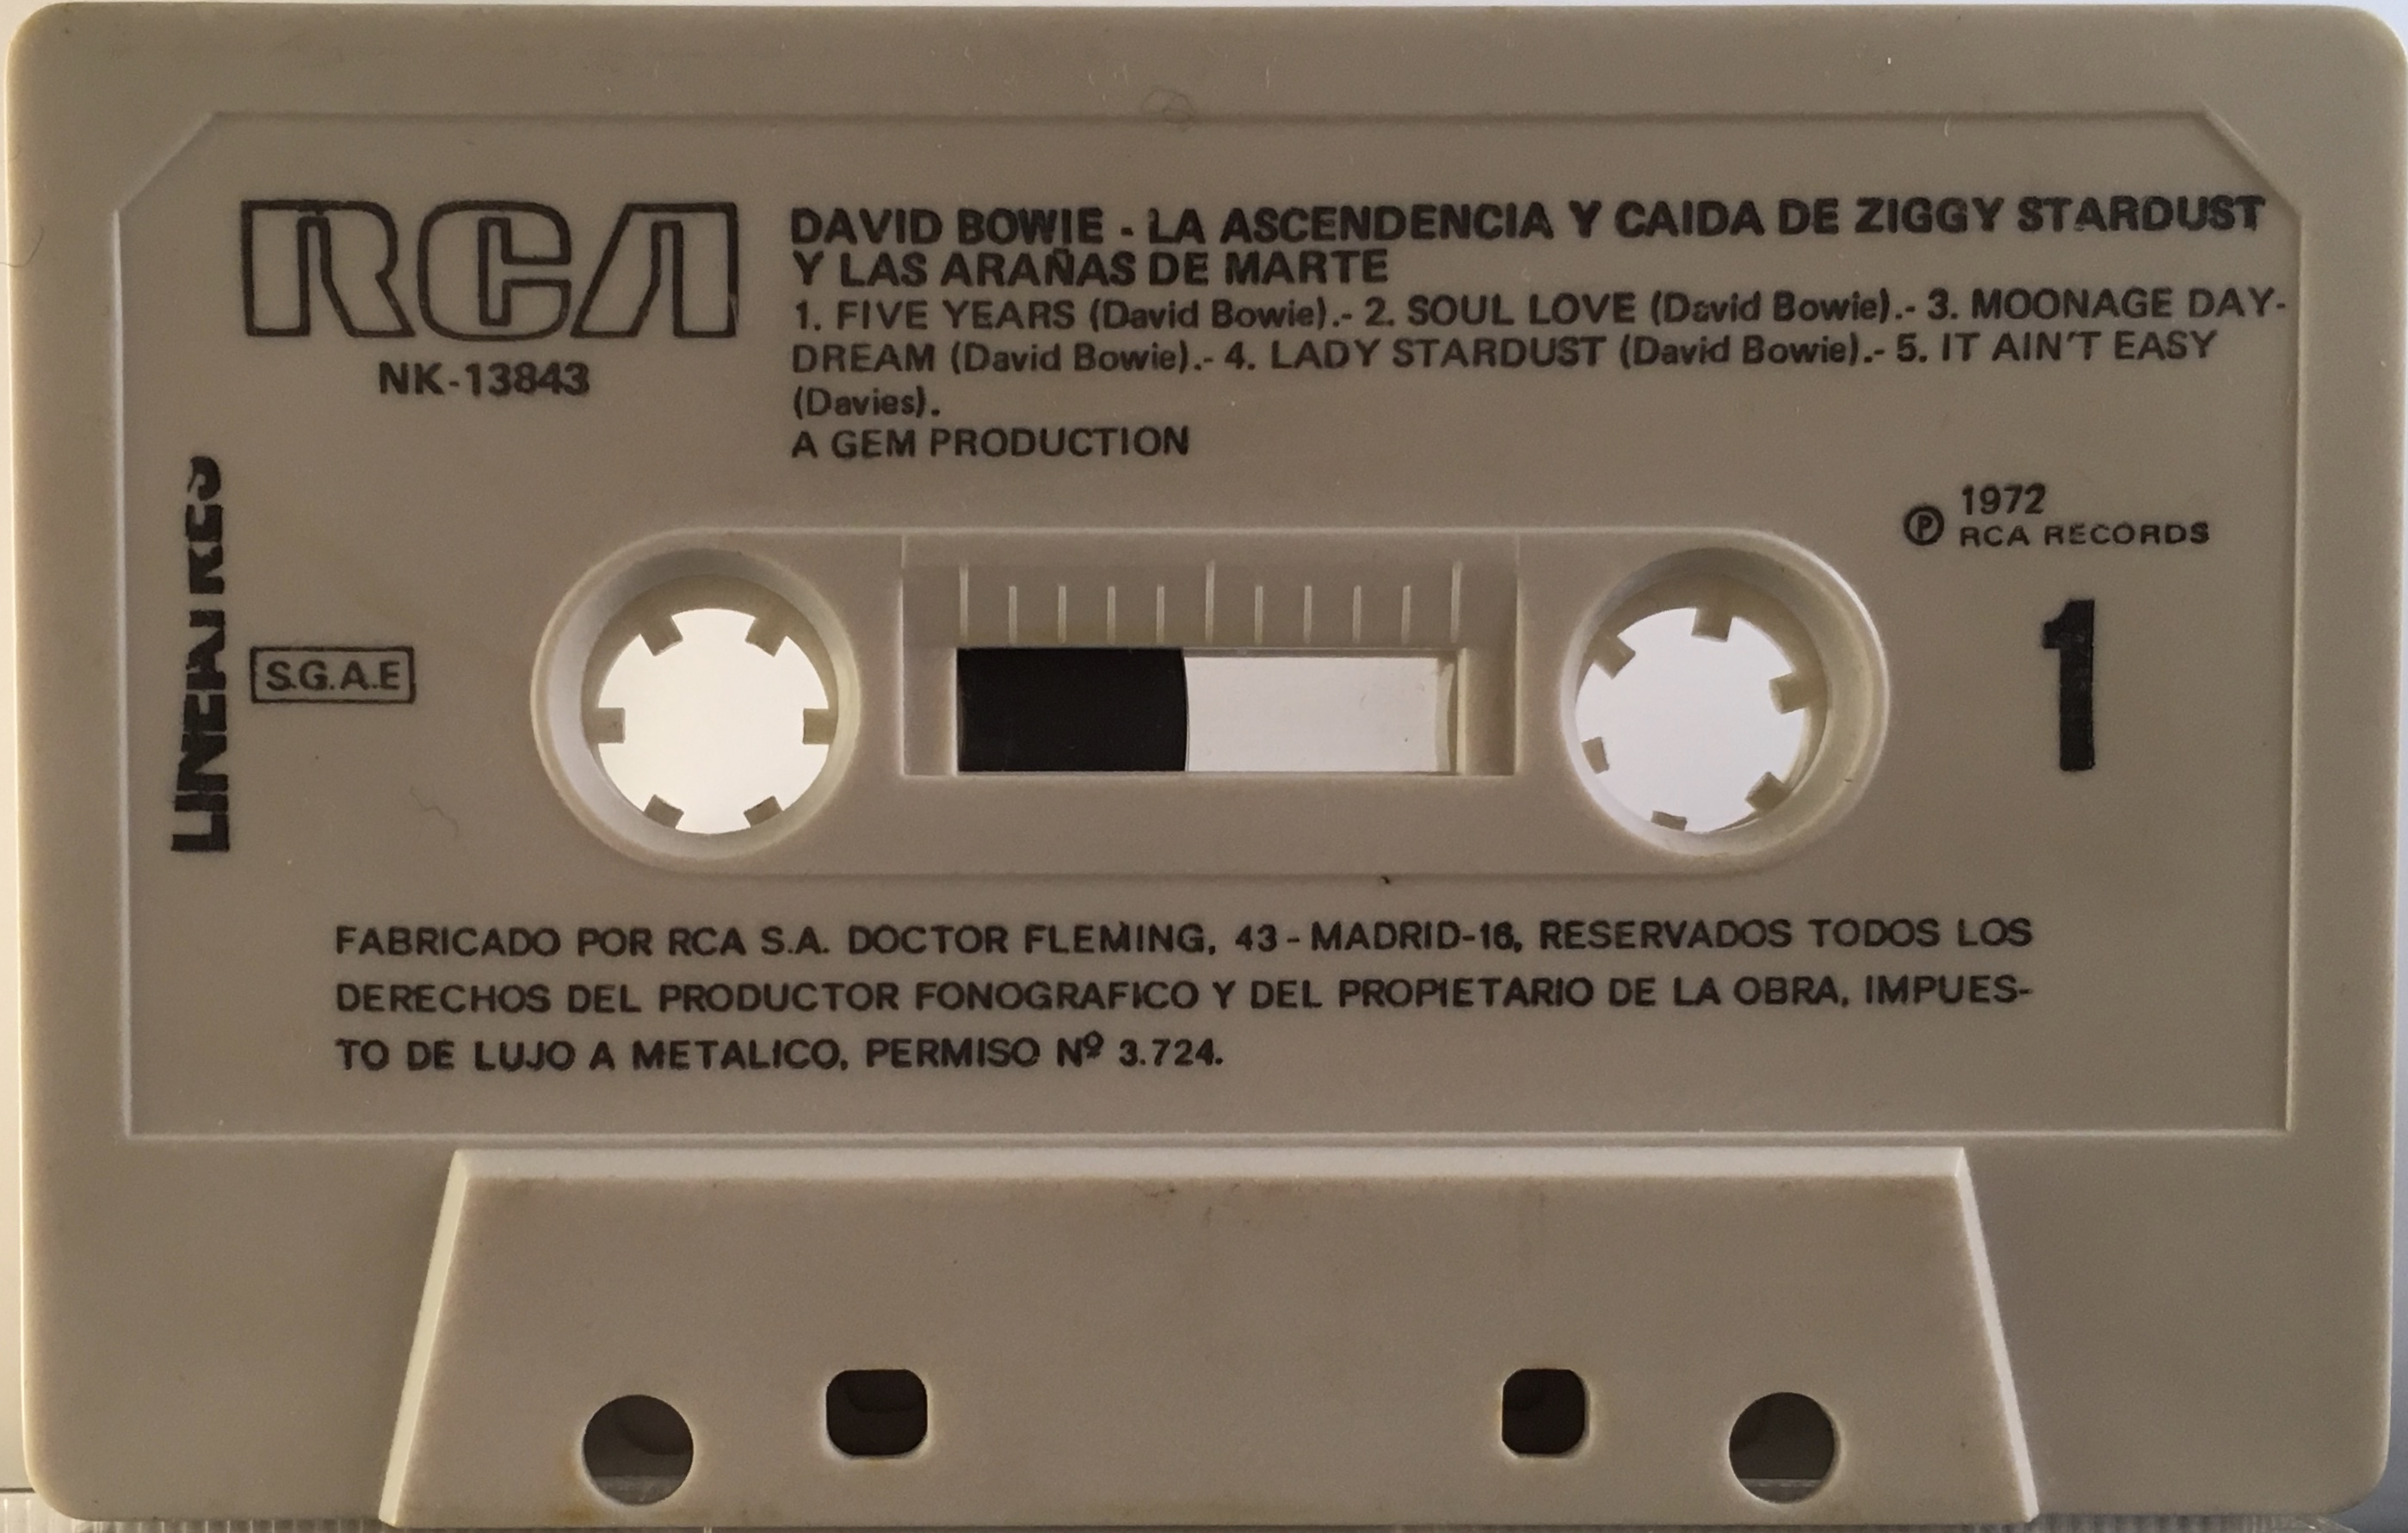 RCA
NK-13843
DAVID BOWIE - LA ASCENDENCIA Y CAIDA DE ZIGGY STARDUST
Y LAS ARAÑAS DE MARTE
1. FIVE YEARS (David Bowie).- 2. SOUL LOVE (David Bowie).- 3. MOONAGE DAY-
DREAM (David Bowie).- 4. LADY STARDUST (David Bowie).- 5. IT AIN'T EASY
(Davies).
A GEM PRODUCTION
℗ 1972
RCA RECORDS
1
LINEATRES
S.G.A.E
FABRICADO POR RCA S.A. DOCTOR FLEMING, 43 - MADRID-16, RESERVADOS TODOS LOS
DERECHOS DEL PRODUCTOR FONOGRAFICO Y DEL PROPIETARIO DE LA OBRA, IMPUES-
TO DE LUJO A METALICO, PERMISO Nº 3.724.